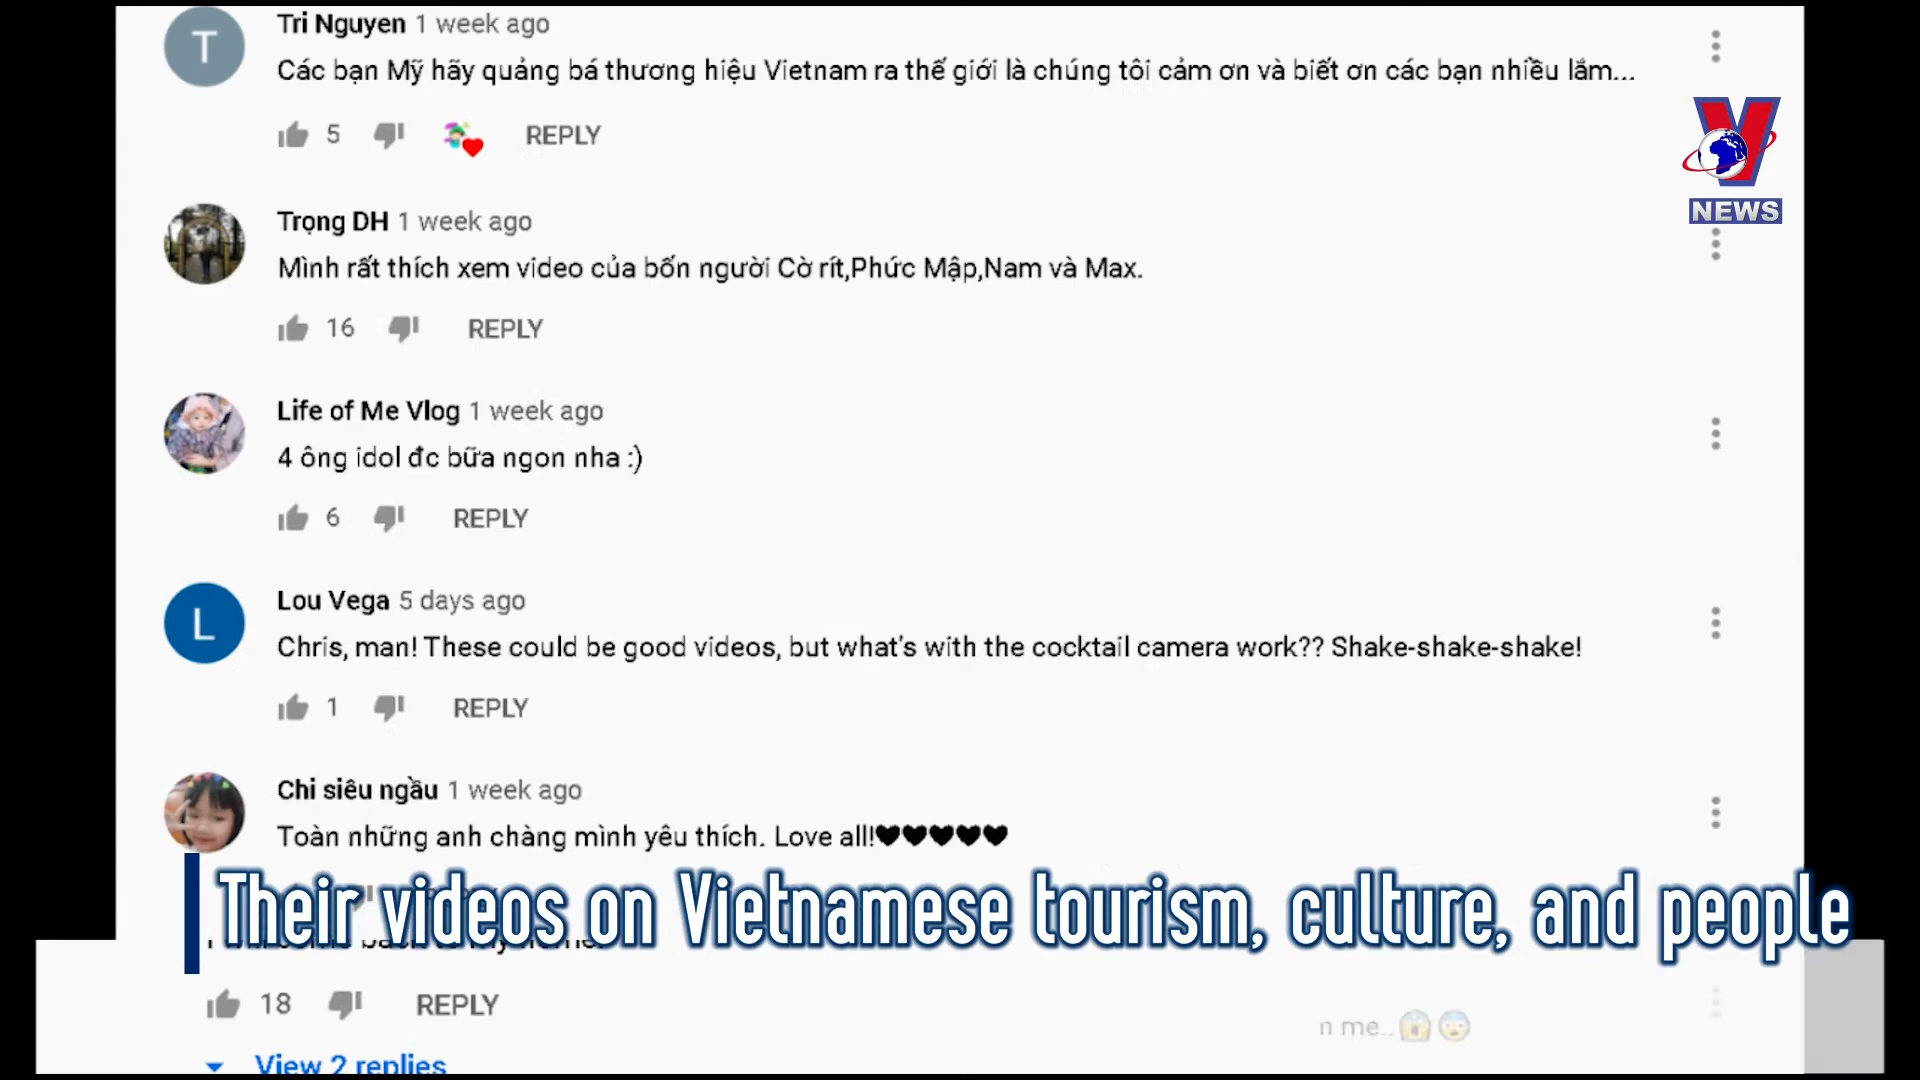 T
Tri Nguyen 1 week ago
Các bạn Mỹ hãy quảng bá thương hiệu Vietnam ra thế giới là chúng tôi cảm ơn và biết ơn các bạn nhiều lắm...
5 REPLY
V
NEWS
Trọng DH 1 week ago
Mình rất thích xem video của bốn người Cờ rít,Phức Mập,Nam và Max.
16 REPLY
Life of Me Vlog 1 week ago
4 ông idol đc bữa ngon nha :)
6 REPLY
L
Lou Vega 5 days ago
Chris, man! These could be good videos, but what's with the cocktail camera work?? Shake-shake-shake!
1 REPLY
Chi siêu ngầu 1 week ago
Toàn những anh chàng mình yêu thích. Love all!🖤🖤🖤🖤🖤
Their videos on Vietnamese tourism, culture, and people
18 REPLY
n me..😱😨
View 2 replies